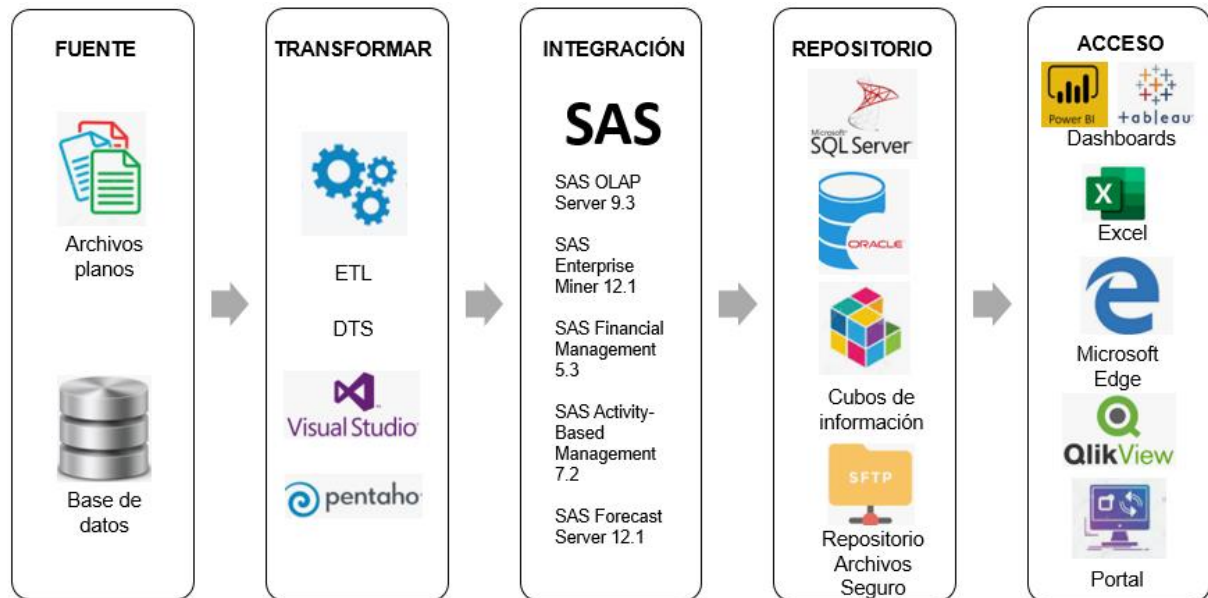 FUENTE
Archivos
planos
Base de
datos
TRANSFORMAR
ETL
DTS
Visual Studio
pentaho
INTEGRACIÓN
SAS
SAS OLAP
Server 9.3
SAS
Enterprise
Miner 12.1
SAS Financial
Management
5.3
SAS Activity-
Based
Management
7.2
SAS Forecast
Server 12.1
REPOSITORIO
Microsoft
SQL Server
ORACLE
Cubos de
información
SFTP
Repositorio
Archivos
Seguro
ACCESO
Power BI
+ableau
Dashboards
X
Excel
Microsoft
Edge
QlikView
Portal